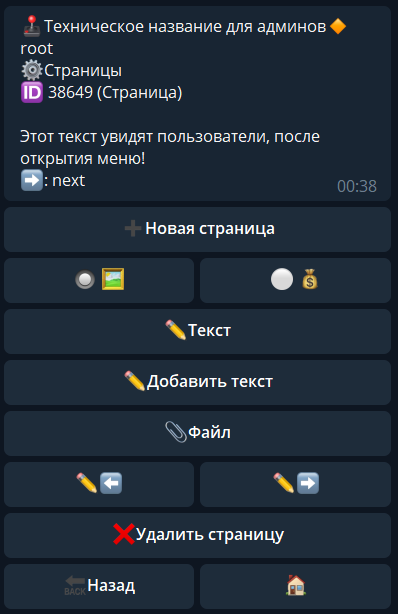 🕹️Техническое название для админов🔸
root
⚙️Страницы
🆔 38649 (Страница)
Этот текст увидят пользователи, после
открытия меню!
➡️: next
00:38
➕Новая страница
🔘 🖼️ ⚪ 💰
✏️Текст
✏️Добавить текст
📎Файл
✏️⬅️ ✏️➡️
❌Удалить страницу
🔙Назад 🏠